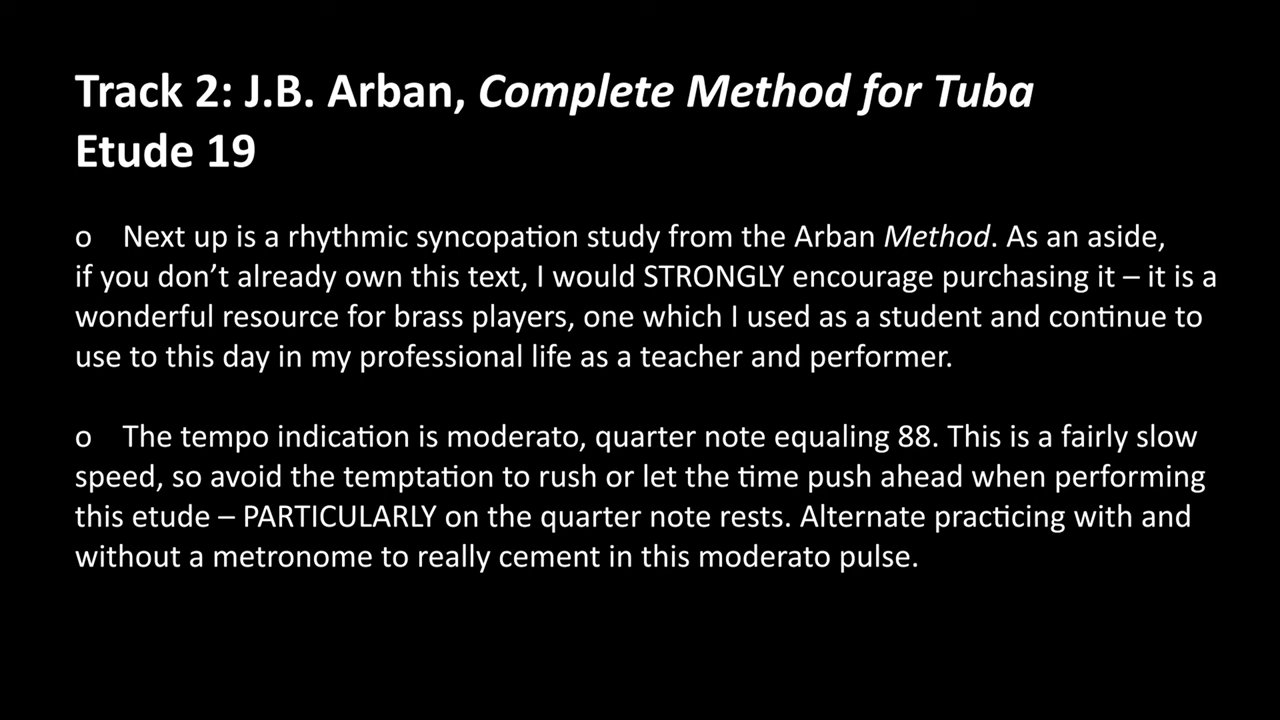 Track 2: J.B. Arban, Complete Method for Tuba
Etude 19
o Next up is a rhythmic syncopation study from the Arban Method. As an aside,
if you don’t already own this text, I would STRONGLY encourage purchasing it – it is a
wonderful resource for brass players, one which I used as a student and continue to
use to this day in my professional life as a teacher and performer.
o The tempo indication is moderato, quarter note equaling 88. This is a fairly slow
speed, so avoid the temptation to rush or let the time push ahead when performing
this etude – PARTICULARLY on the quarter note rests. Alternate practicing with and
without a metronome to really cement in this moderato pulse.